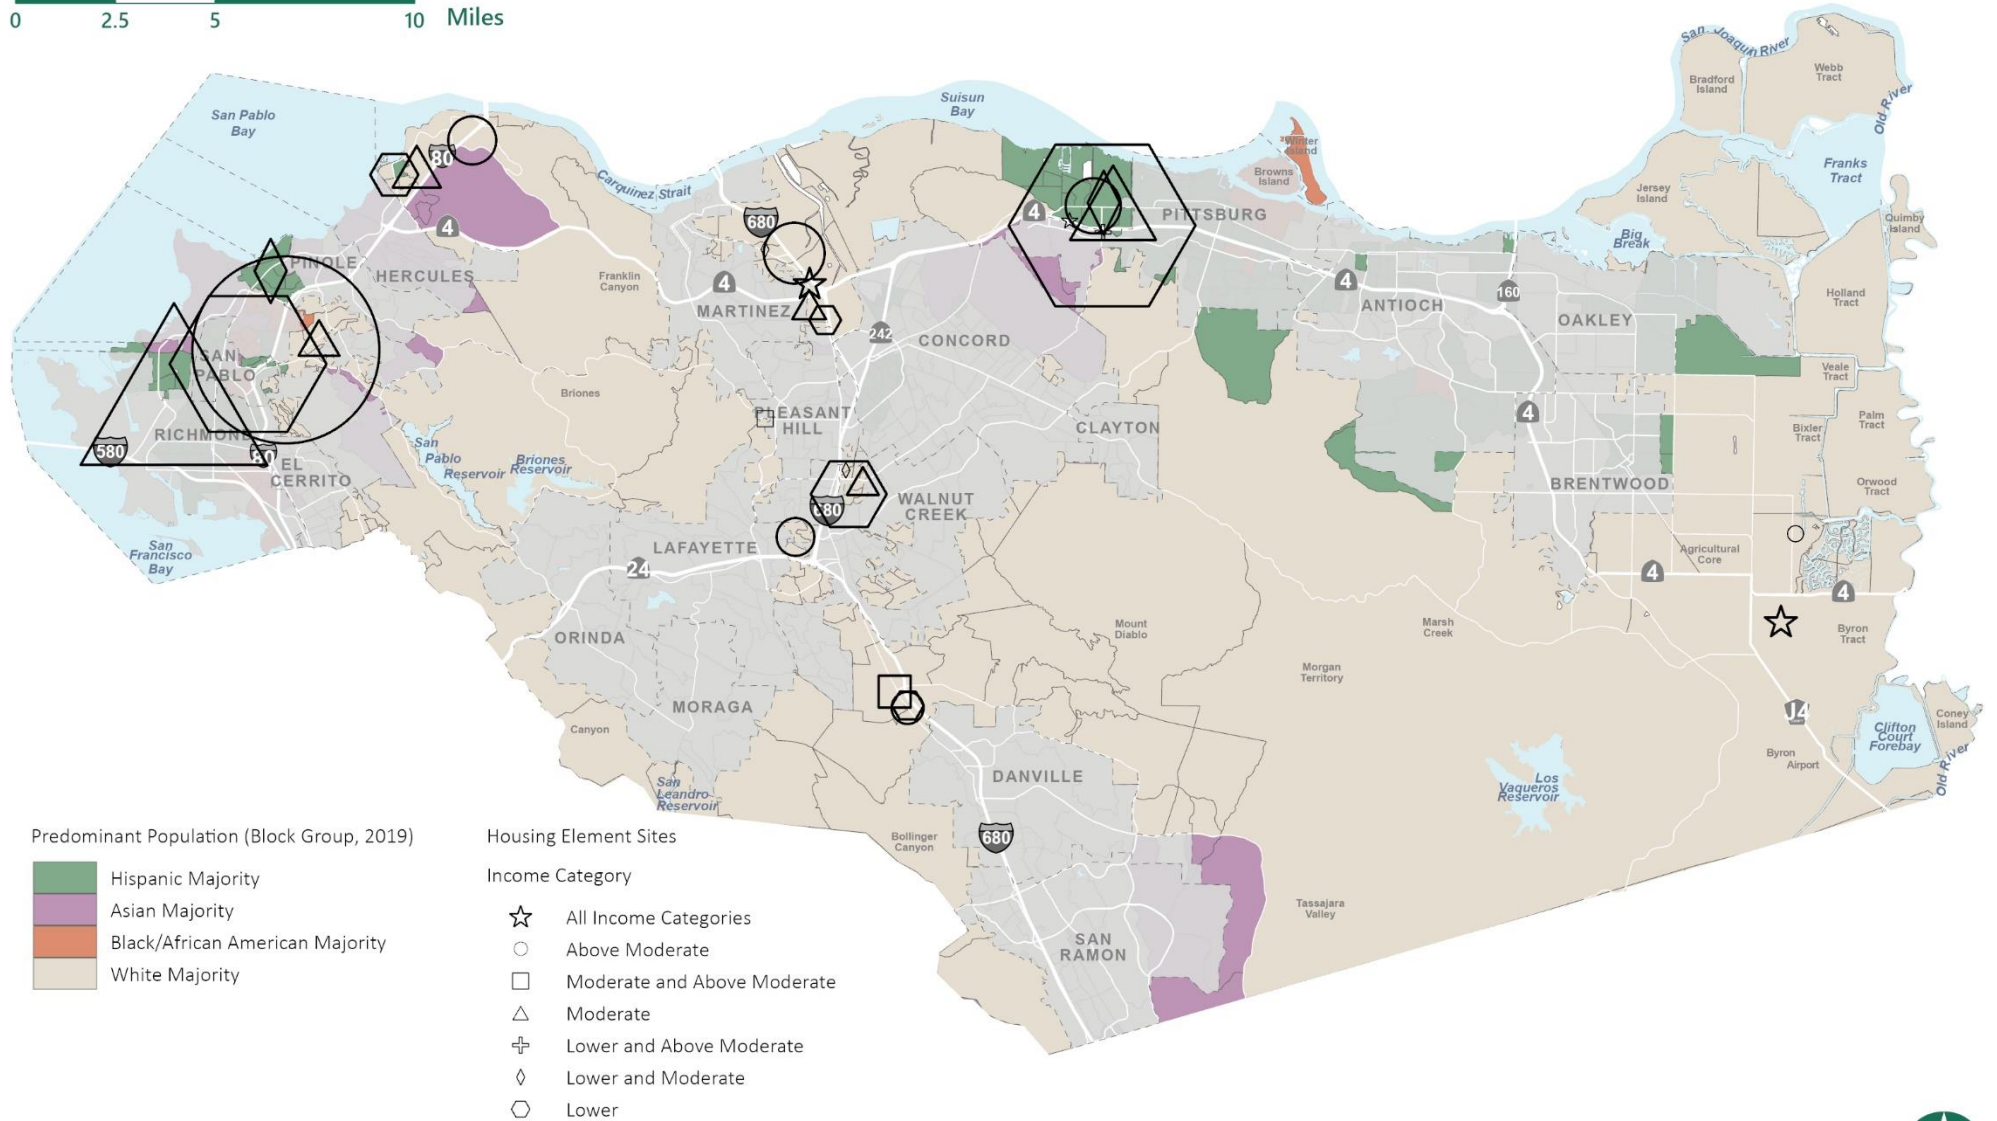 0 2.5 5 10 Miles
San Joaquin River
Webb
Tract
Bradford
Island
Old River
San Pablo
Bay
Suisun
Bay
Winter
Island
Browns
Island
Franks
Tract
80
Carquinez Strait
Jersey
Island
4
PITTSBURG
680
4
Quimby
Island
Big
Break
PINOLE
HERCULES
Franklin
Canyon
4
4
160
Holland
Tract
MARTINEZ
ANTIOCH
OAKLEY
242
CONCORD
SAN
PABLO
Veale
Tract
Briones
PLEASANT
HILL
CLAYTON
4
Palm
Tract
Bixler
Tract
RICHMOND
580
80
San
Pablo
Reservoir
Briones
Reservoir
EL
CERRITO
BRENTWOOD
Orwood
Tract
WALNUT
CREEK
680
San
Francisco
Bay
LAFAYETTE
24
Agricultural
Core
4
4
ORINDA
Mount
Diablo
Marsh
Creek
Byron
Tract
Morgan
Territory
MORAGA
Canyon
J4
Clifton
Court
Forebay
Coney
Island
Old River
Byron
Airport
DANVILLE
San
Leandro
Reservoir
Los
Vaqueros
Reservoir
Bollinger
Canyon
680
Tassajara
Valley
SAN
RAMON
Predominant Population (Block Group, 2019)
Hispanic Majority
Asian Majority
Black/African American Majority
White Majority
Housing Element Sites
Income Category
All Income Categories
Above Moderate
Moderate and Above Moderate
Moderate
Lower and Above Moderate
Lower and Moderate
Lower